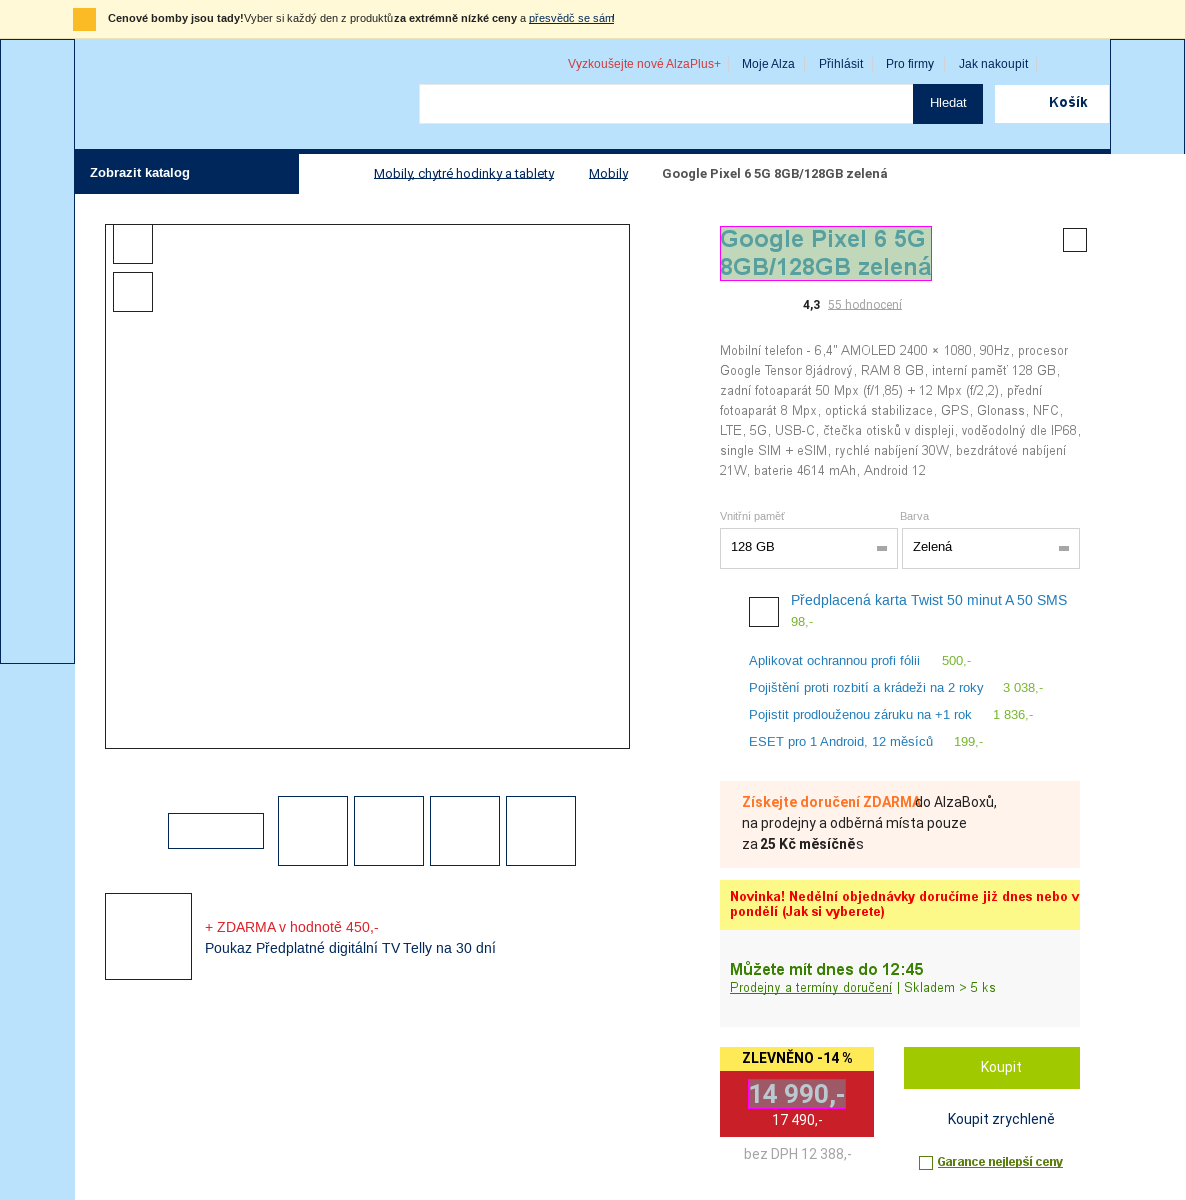 Cenové bomby jsou tady! Vyber si každý den z produktů za extrémně nízké ceny a přesvědč se sám!
Vyzkoušejte nové AlzaPlus+
Moje Alza
Přihlásit
Pro firmy
Jak nakoupit
Hledat
Košík
Zobrazit katalog
Mobily, chytré hodinky a tablety
Mobily
Google Pixel 6 5G 8GB/128GB zelená
Google Pixel 6 5G
8GB/128GB zelená
4,3 55 hodnocení
Mobilní telefon - 6,4" AMOLED 2400 × 1080, 90Hz, procesor
Google Tensor 8jádrový, RAM 8 GB, interní paměť 128 GB,
zadní fotoaparát 50 Mpx (f/1,85) + 12 Mpx (f/2,2), přední
fotoaparát 8 Mpx, optická stabilizace, GPS, Glonass, NFC,
LTE, 5G, USB-C, čtečka otisků v displeji, voděodolný dle IP68,
single SIM + eSIM, rychlé nabíjení 30W, bezdrátové nabíjení
21W, baterie 4614 mAh, Android 12
Vnitřní paměť
Barva
128 GB
Zelená
Předplacená karta Twist 50 minut A 50 SMS
98,-
Aplikovat ochrannou profi fólii 500,-
Pojištění proti rozbití a krádeži na 2 roky 3 038,-
Pojistit prodlouženou záruku na +1 rok 1 836,-
ESET pro 1 Android, 12 měsíců 199,-
Získejte doručení ZDARMA do AlzaBoxů,
na prodejny a odběrná místa pouze
za 25 Kč měsíčně s
Novinka! Nedělní objednávky doručíme již dnes nebo v
pondělí (Jak si vyberete)
+ ZDARMA v hodnotě 450,-
Poukaz Předplatné digitální TV Telly na 30 dní
Můžete mít dnes do 12:45
Prodejny a termíny doručení | Skladem > 5 ks
ZLEVNĚNO -14 %
14 990,-
17 490,-
bez DPH 12 388,-
Koupit
Koupit zrychleně
Garance nejlepší ceny